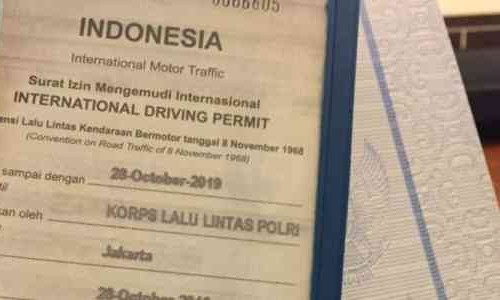 INDONESIA
International Motor Traffic
Surat Izin Mengemudi Internasional
INTERNATIONAL DRIVING PERMIT
Lalu Lintas Kendaraan Bermotor tanggal 8 November 1968
(Convention on Road Traffic of 8 November 1968)
sampai dengan 28-October-2019
oleh KORPS LALU LINTAS POLRI
Jakarta